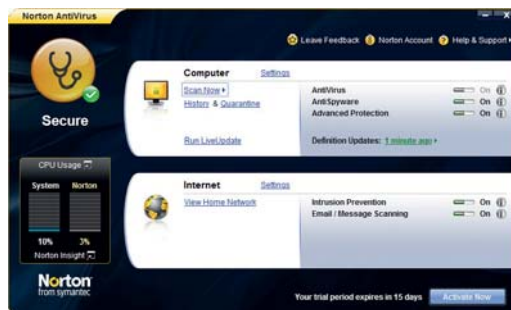 Norton AntiVirus
Leave Feedback Norton Account Help & Support
Secure
CPU Usage
System Norton
10% 3%
Norton Insight
Norton
from symantec
Computer Settings
Scan Now
History & Quarantine
Run LiveUpdate
AntiVirus On
AntiSpyware On
Advanced Protection On
Definition Updates: 1 minute ago
Internet Settings
View Home Network
Intrusion Prevention On
Email / Message Scanning On
Your trial period expires in 15 days Activate Now